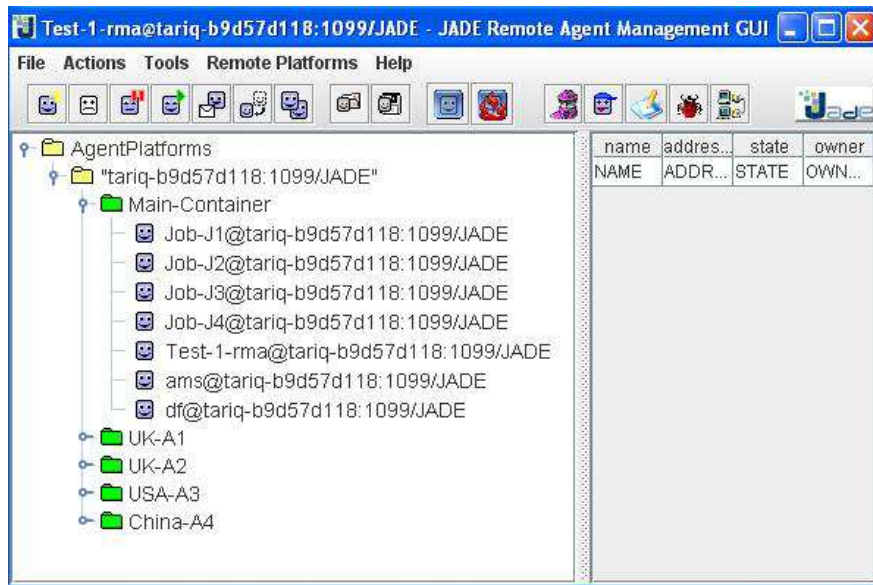 Test-1-rma@tariq-b9d57d118:1099/JADE - JADE Remote Agent Management GUI
File Actions Tools Remote Platforms Help
Jade
AgentPlatforms
"tariq-b9d57d118:1099/JADE"
Main-Container
Job-J1@tariq-b9d57d118:1099/JADE
Job-J2@tariq-b9d57d118:1099/JADE
Job-J3@tariq-b9d57d118:1099/JADE
Job-J4@tariq-b9d57d118:1099/JADE
Test-1-rma@tariq-b9d57d118:1099/JADE
ams@tariq-b9d57d118:1099/JADE
df@tariq-b9d57d118:1099/JADE
UK-A1
UK-A2
USA-A3
China-A4
name addres... state owner
NAME ADDR... STATE OWN...